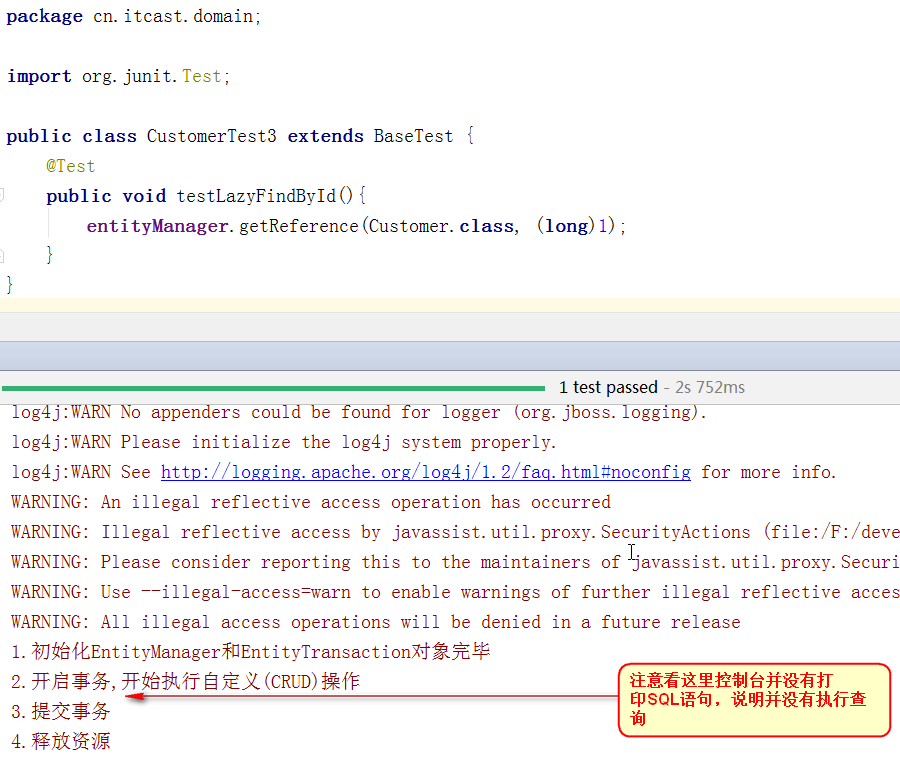 package cn.itcast.domain;
import org.junit.Test;
public class CustomerTest3 extends BaseTest {
@Test
public void testLazyFindById(){
entityManager.getReference(Customer.class, (long)1);
}
}
1 test passed - 2s 752ms
log4j:WARN No appenders could be found for logger (org.jboss.logging).
log4j:WARN Please initialize the log4j system properly.
log4j:WARN See http://logging.apache.org/log4j/1.2/faq.html#noconfig for more info.
WARNING: An illegal reflective access operation has occurred
WARNING: Illegal reflective access by javassist.util.proxy.SecurityActions (file:/F:/deve
WARNING: Please consider reporting this to the maintainers of javassist.util.proxy.Securi
WARNING: Use --illegal-access=warn to enable warnings of further illegal reflective acces
WARNING: All illegal access operations will be denied in a future release
1.初始化EntityManager和EntityTransaction对象完毕
2.开启事务,开始执行自定义(CRUD)操作
3.提交事务
4.释放资源
注意看这里控制台并没有打
印SQL语句，说明并没有执行查
询